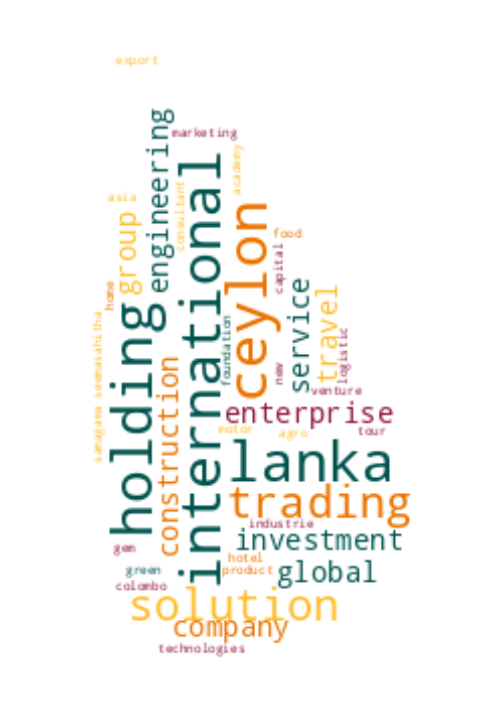 export
engineering
marketing
academy
consultant
international
asia
ceylon
group
food
capital
home
service
travel
holding
samagama seemasahitha
foundation
logistic
construction
new
venture
enterprise
motor
agro
tour
lanka
trading
industrie
investment
gem
hotel
green
product
global
colombo
solution
company
technologies